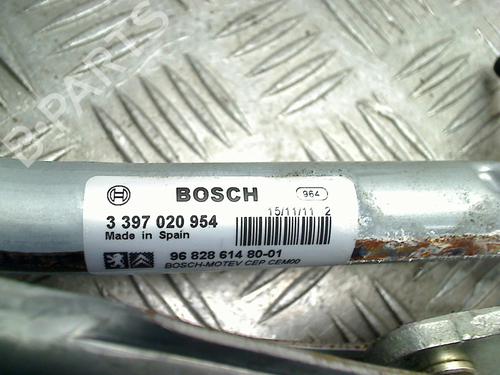 B-PARTS
BOSCH
964
15/11/11 2
3 397 020 954
Made in Spain
96 828 614 80-01
BOSCH-MOTEV CEP CEM00